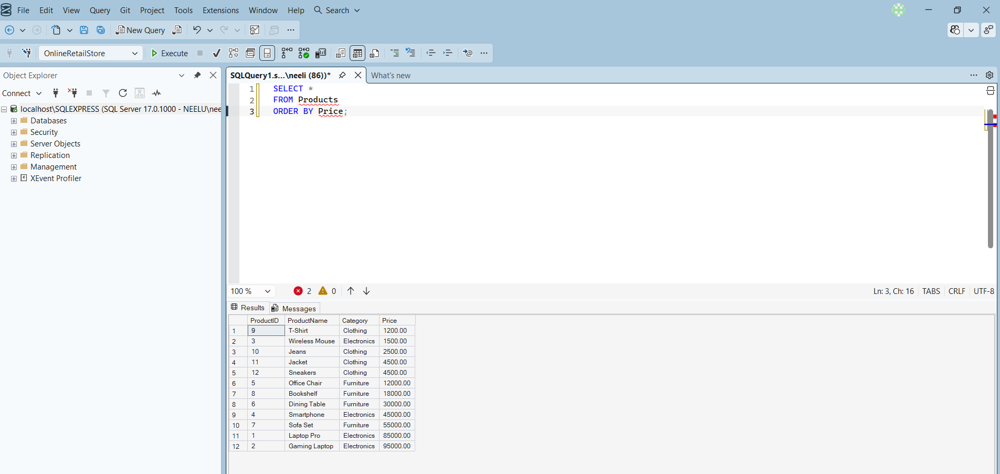 File Edit View Query Git Project Tools Extensions Window Help Search
New Query
OnlineRetailStore Execute
Object Explorer
Connect
localhost\SQLEXPRESS (SQL Server 17.0.1000 - NEELU\nee
Databases
Security
Server Objects
Replication
Management
XEvent Profiler
SQLQuery1.s...\neeli (86))* What's new
1 SELECT *
2 FROM Products
3 ORDER BY Price;
100 % 2 0 Ln: 3, Ch: 16 TABS CRLF UTF-8
Results Messages
ProductID ProductName Category Price
1 9 T-Shirt Clothing 1200.00
2 3 Wireless Mouse Electronics 1500.00
3 10 Jeans Clothing 2500.00
4 11 Jacket Clothing 4500.00
5 12 Sneakers Clothing 4500.00
6 5 Office Chair Furniture 12000.00
7 8 Bookshelf Furniture 18000.00
8 6 Dining Table Furniture 30000.00
9 4 Smartphone Electronics 45000.00
10 7 Sofa Set Furniture 55000.00
11 1 Laptop Pro Electronics 85000.00
12 2 Gaming Laptop Electronics 95000.00